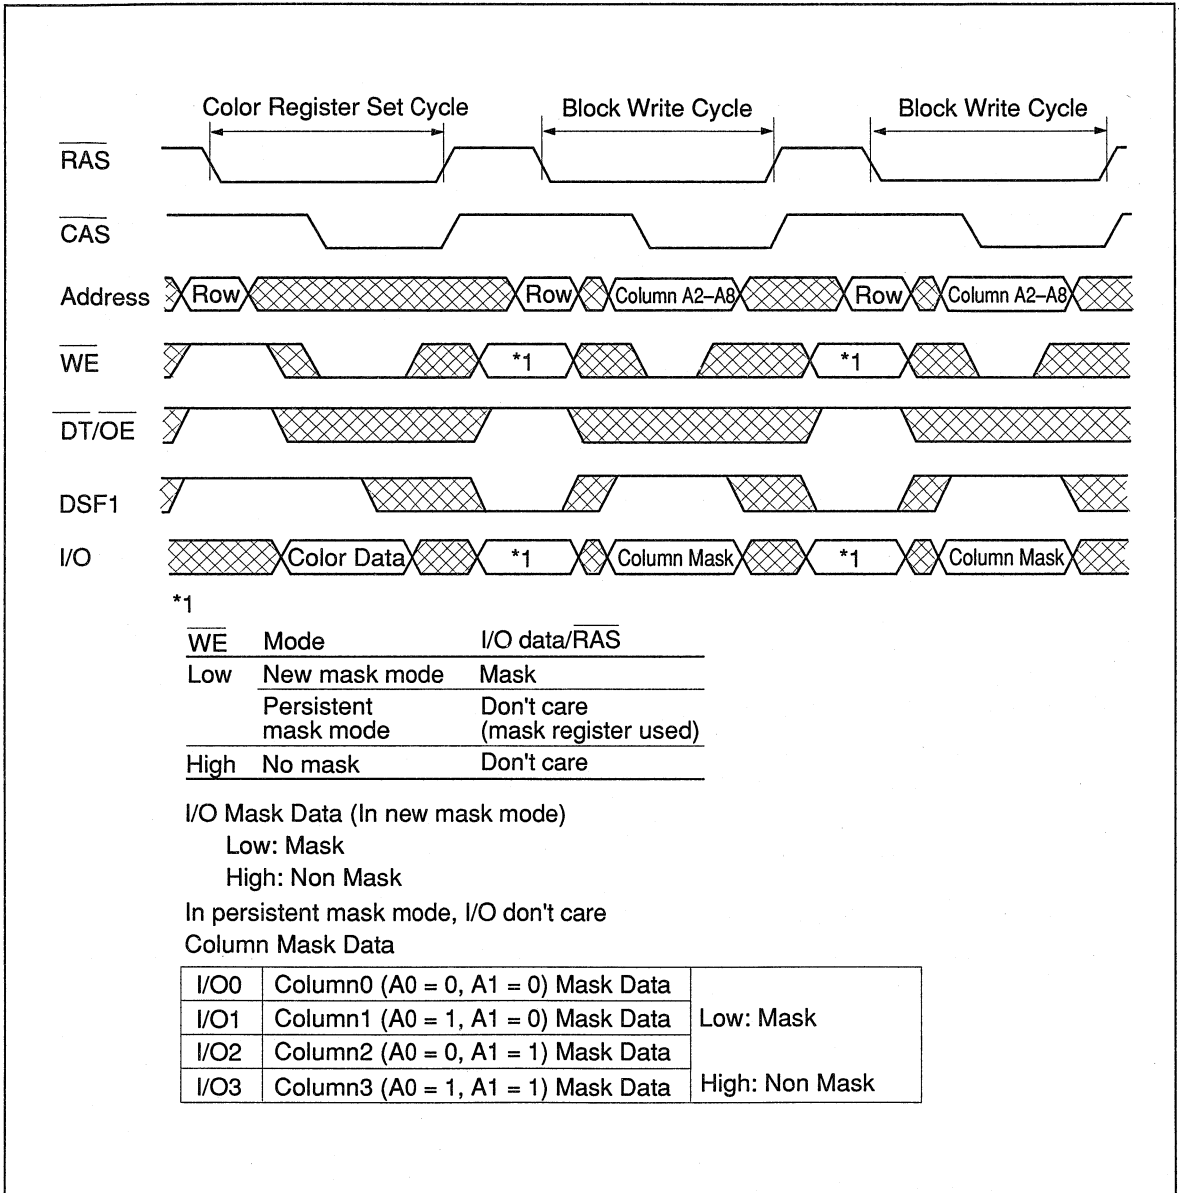 Color Register Set Cycle Block Write Cycle Block Write Cycle
RAS
CAS
Address Row Row Column A2–A8 Row Column A2–A8
WE *1 *1
DT/OE
DSF1
I/O Color Data *1 Column Mask *1 Column Mask
*1
WE Mode I/O data/RAS
Low New mask mode Mask
Persistent Don't care
mask mode (mask register used)
High No mask Don't care
I/O Mask Data (In new mask mode)
Low: Mask
High: Non Mask
In persistent mask mode, I/O don't care
Column Mask Data
I/O0 Column0 (A0 = 0, A1 = 0) Mask Data
I/O1 Column1 (A0 = 1, A1 = 0) Mask Data Low: Mask
I/O2 Column2 (A0 = 0, A1 = 1) Mask Data
I/O3 Column3 (A0 = 1, A1 = 1) Mask Data High: Non Mask